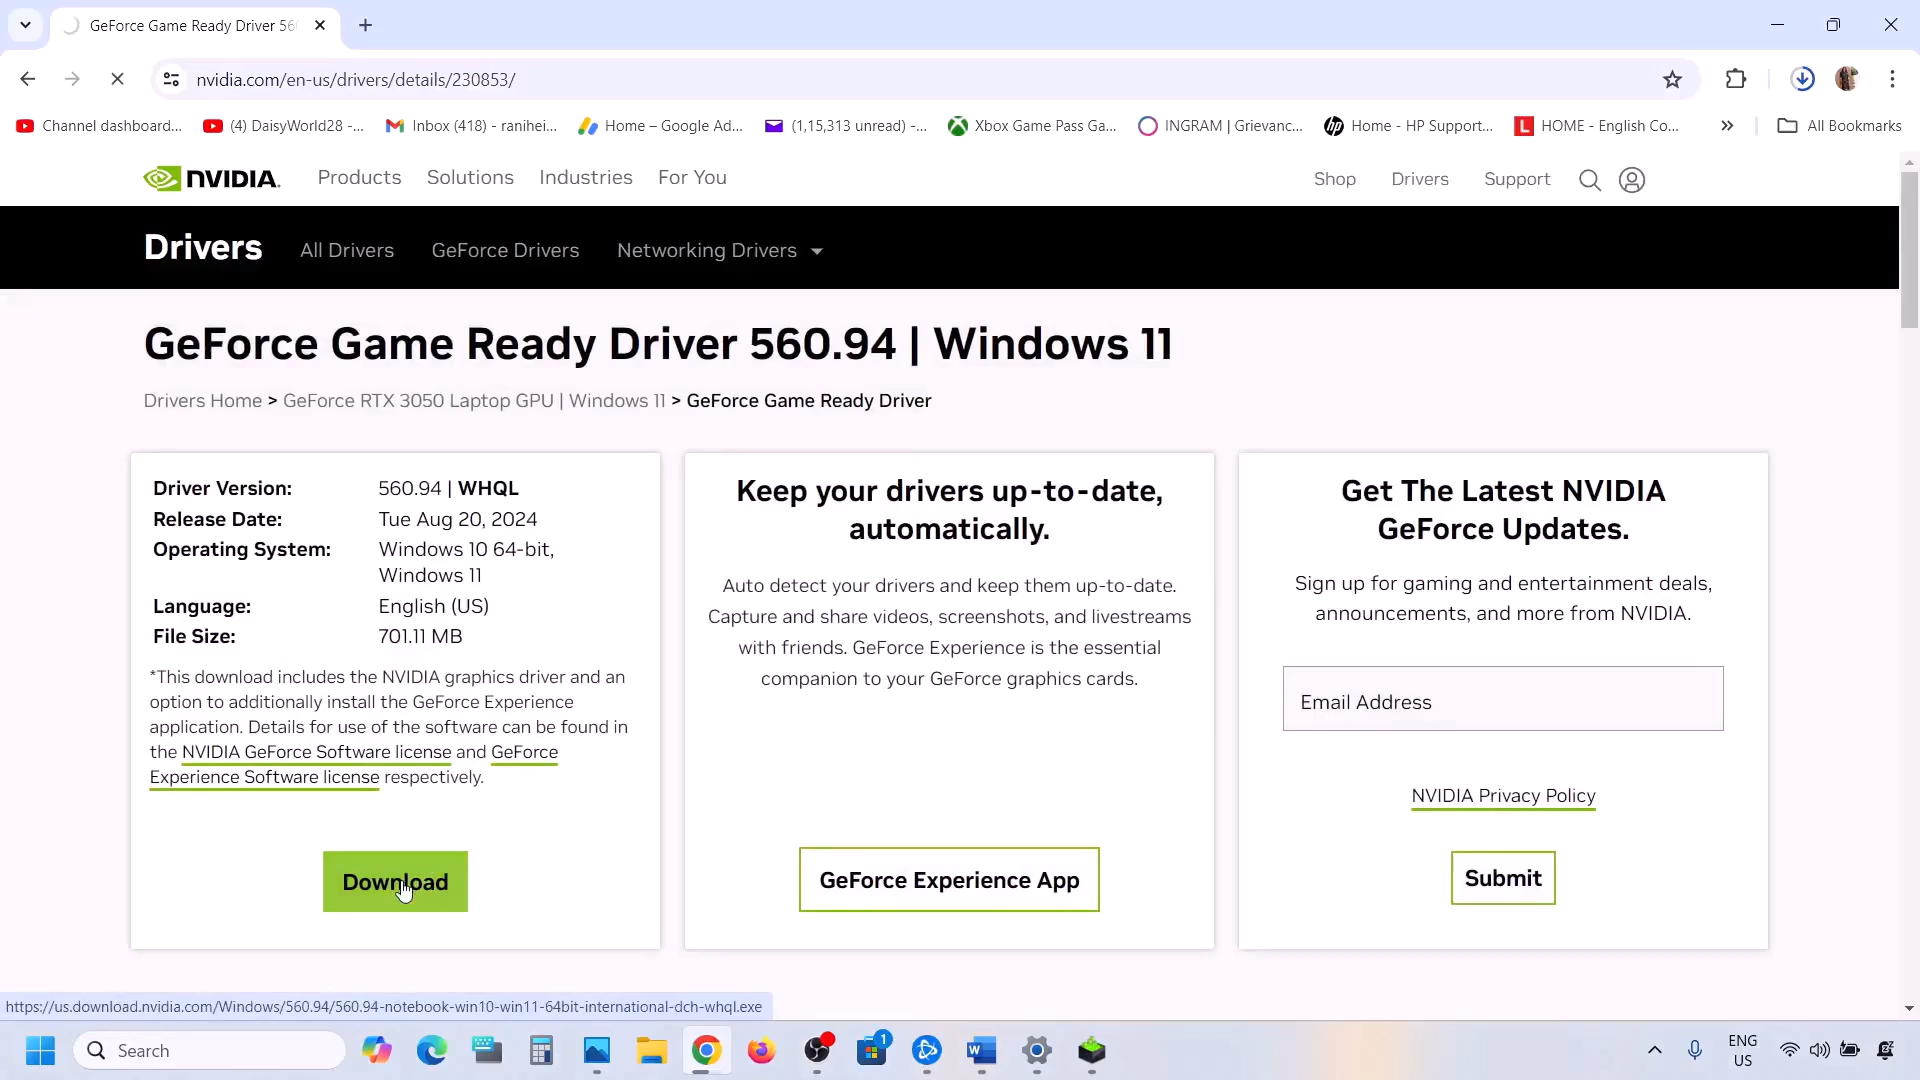 GeForce Game Ready Driver 56
nvidia.com/en-us/drivers/details/230853/
Channel dashboard...
(4) DaisyWorld28 -...
Inbox (418) - ranihei...
Home – Google Ad...
(1,15,313 unread) -...
Xbox Game Pass Ga...
INGRAM | Grievanc...
Home - HP Support...
HOME - English Co...
All Bookmarks
NVIDIA.
Products
Solutions
Industries
For You
Shop
Drivers
Support
Drivers
All Drivers
GeForce Drivers
Networking Drivers
GeForce Game Ready Driver 560.94 | Windows 11
Drivers Home > GeForce RTX 3050 Laptop GPU | Windows 11 > GeForce Game Ready Driver
Driver Version: 560.94 | WHQL
Release Date: Tue Aug 20, 2024
Operating System: Windows 10 64-bit,
Windows 11
Language: English (US)
File Size: 701.11 MB
*This download includes the NVIDIA graphics driver and an
option to additionally install the GeForce Experience
application. Details for use of the software can be found in
the NVIDIA GeForce Software license and GeForce
Experience Software license respectively.
Download
Keep your drivers up-to-date,
automatically.
Auto detect your drivers and keep them up-to-date.
Capture and share videos, screenshots, and livestreams
with friends. GeForce Experience is the essential
companion to your GeForce graphics cards.
GeForce Experience App
Get The Latest NVIDIA
GeForce Updates.
Sign up for gaming and entertainment deals,
announcements, and more from NVIDIA.
Email Address
NVIDIA Privacy Policy
Submit
https://us.download.nvidia.com/Windows/560.94/560.94-notebook-win10-win11-64bit-international-dch-whql.exe
Search
1
ENG
US